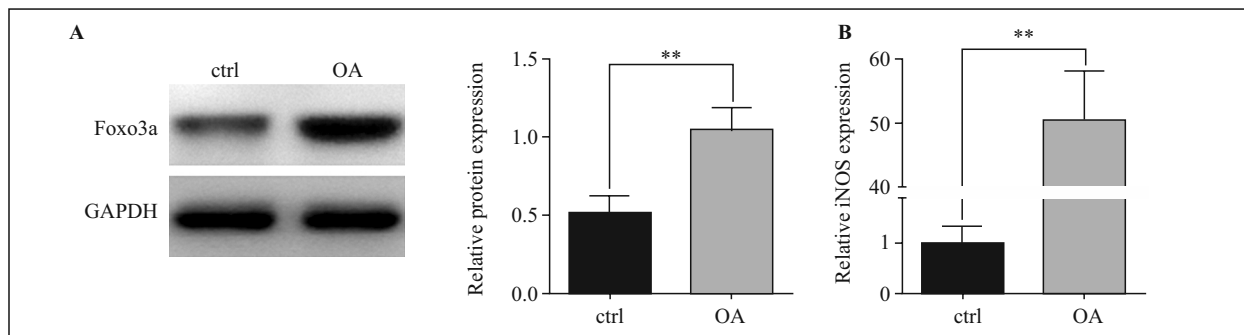 A
ctrl OA
Foxo3a
GAPDH
Relative protein expression
1.5
1.0
0.5
0.0
**
ctrl OA
B
Relative iNOS expression
60
50
40
1
0
**
ctrl OA